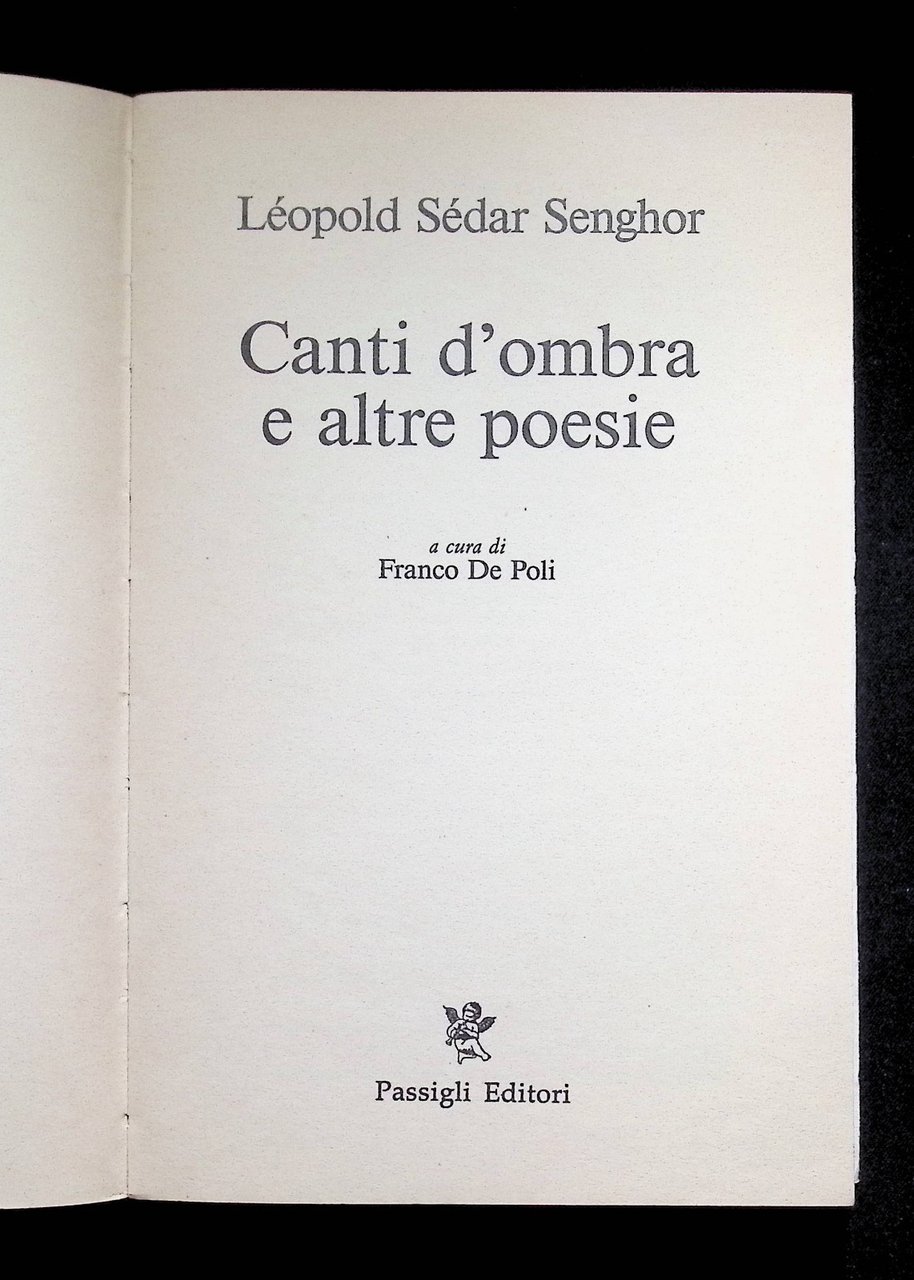 Léopold Sédar Senghor
Canti d’ombra
e altre poesie
a cura di
Franco De Poli
Passigli Editori